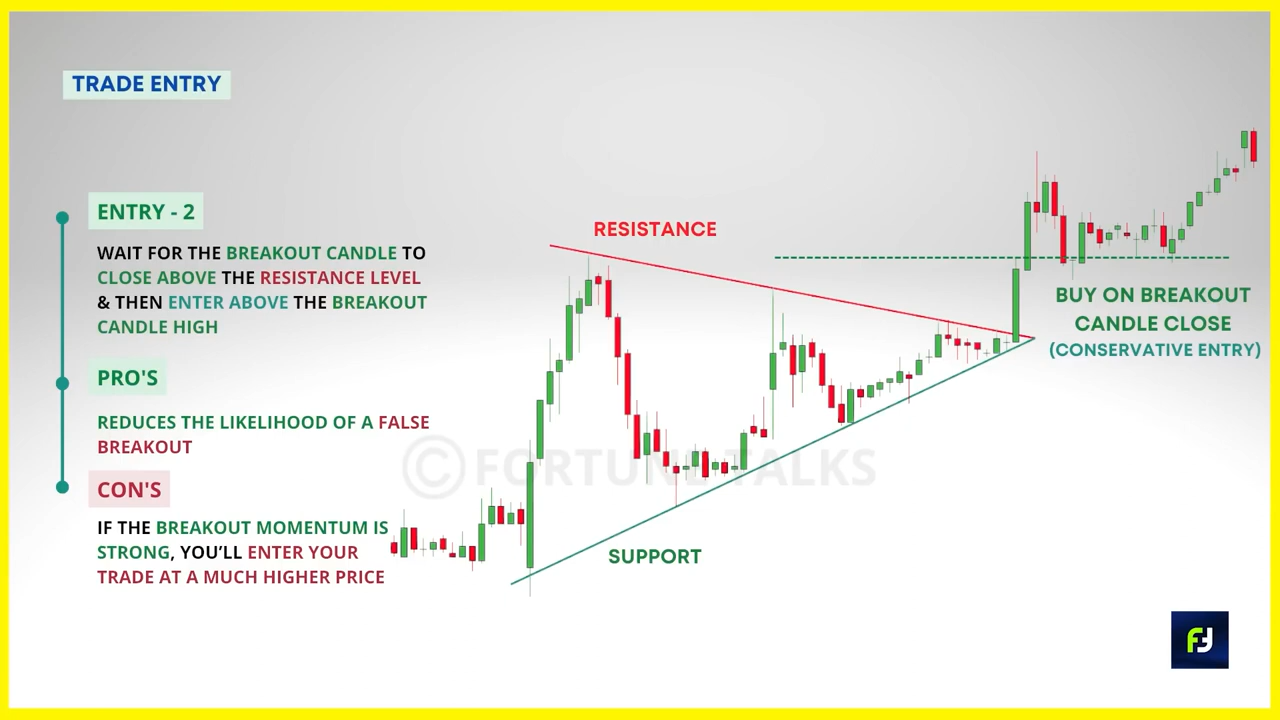 TRADE ENTRY
ENTRY - 2
WAIT FOR THE BREAKOUT CANDLE TO
CLOSE ABOVE THE RESISTANCE LEVEL
& THEN ENTER ABOVE THE BREAKOUT
CANDLE HIGH
PRO'S
REDUCES THE LIKELIHOOD OF A FALSE
BREAKOUT
CON'S
IF THE BREAKOUT MOMENTUM IS
STRONG, YOU’LL ENTER YOUR
TRADE AT A MUCH HIGHER PRICE
RESISTANCE
SUPPORT
BUY ON BREAKOUT
CANDLE CLOSE
(CONSERVATIVE ENTRY)
© FORTUNE TALKS